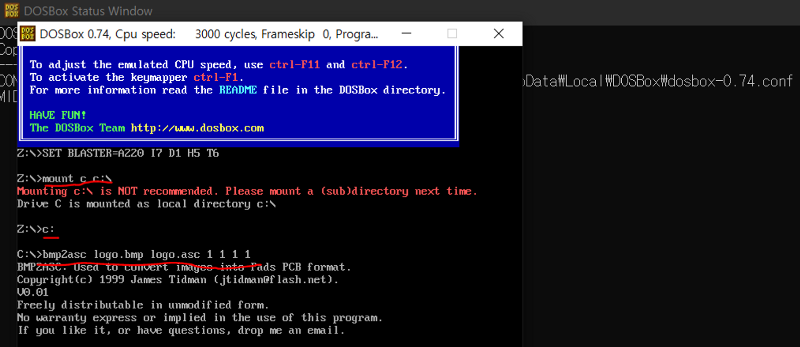 DOSBox Status Window
DOSBox 0.74, Cpu speed: 3000 cycles, Frameskip 0, Progra...
DOS
Cop
To adjust the emulated CPU speed, use ctrl-F11 and ctrl-F12.
To activate the keymapper ctrl-F1.
For more information read the README file in the DOSBox directory.
CON
Data\Local\DOSBox\dosbox-0.74.conf
MID
HAVE FUN!
The DOSBox Team http://www.dosbox.com
Z:\>SET BLASTER=A220 I7 D1 H5 T6
Z:\>mount c c:\
Mounting c:\ is NOT recommended. Please mount a (sub)directory next time.
Drive C is mounted as local directory c:\
Z:\>c:
C:\>bmp2asc logo.bmp logo.asc 1 1 1 1
BMP2ASC: Used to convert images into Pads PCB format.
Copyright(c) 1999 James Tidman (jtidman@flash.net).
V0.01
Freely distributable in unmodified form.
No warranty express or implied in the use of this program.
If you like it, or have questions, drop me an email.